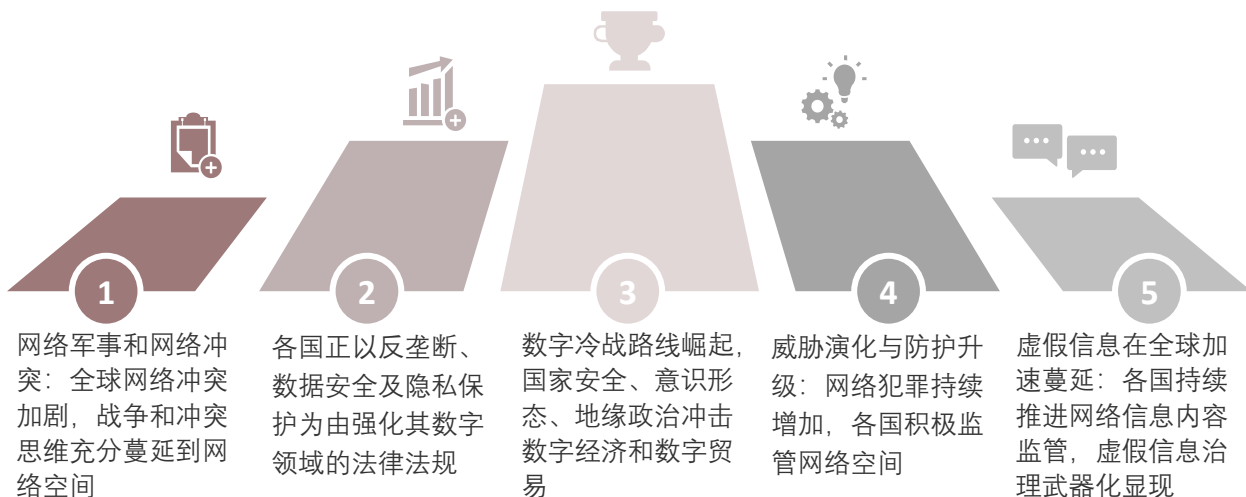 1
网络军事和网络冲
突：全球网络冲突
加剧，战争和冲突
思维充分蔓延到网
络空间
2
各国正以反垄断、
数据安全及隐私保
护为由强化其数字
领域的法律法规
3
数字冷战路线崛起，
国家安全、意识形
态、地缘政治冲击
数字经济和数字贸
易
4
威胁演化与防护升
级：网络犯罪持续
增加，各国积极监
管网络空间
5
虚假信息在全球加
速蔓延：各国持续
推进网络信息内容
监管，虚假信息治
理武器化显现